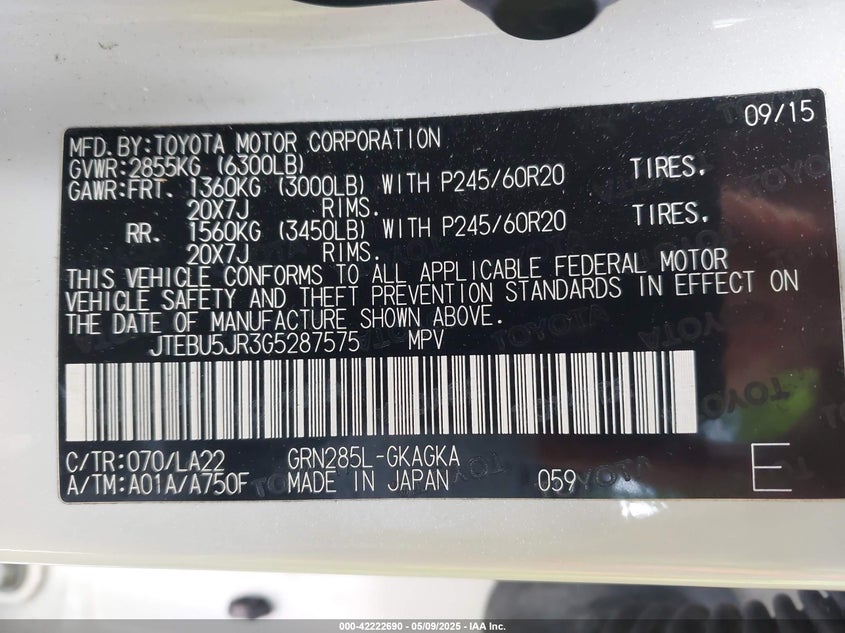 09/15
MFD. BY: TOYOTA MOTOR CORPORATION
GVWR: 2855KG (6300LB)
GAWR: FRT. 1360KG (3000LB) WITH P245/60R20 TIRES.
20X7J RIMS.
RR. 1560KG (3450LB) WITH P245/60R20 TIRES.
20X7J RIMS.
THIS VEHICLE CONFORMS TO ALL APPLICABLE FEDERAL MOTOR
VEHICLE SAFETY AND THEFT PREVENTION STANDARDS IN EFFECT ON
THE DATE OF MANUFACTURE SHOWN ABOVE.
JTEBU5JR3G5287575 MPV
C/TR: 070/LA22 GRN285L-GKAGKA
A/TM: A01A/A750F MADE IN JAPAN 059 E
000-42222690 - 05/09/2025 - IAA Inc.